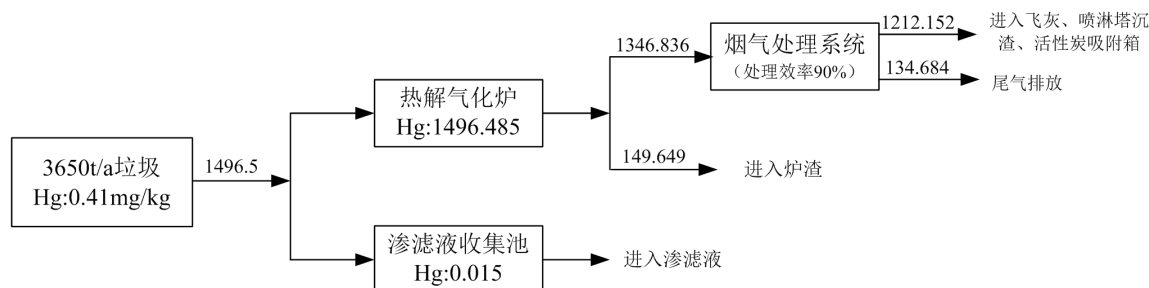 3650t/a垃圾
Hg:0.41mg/kg
1496.5
热解气化炉
Hg:1496.485
渗滤液收集池
Hg:0.015
进入渗滤液
1346.836
149.649
进入炉渣
烟气处理系统
（处理效率90%）
1212.152
进入飞灰、喷淋塔沉
渣、活性炭吸附箱
134.684
尾气排放